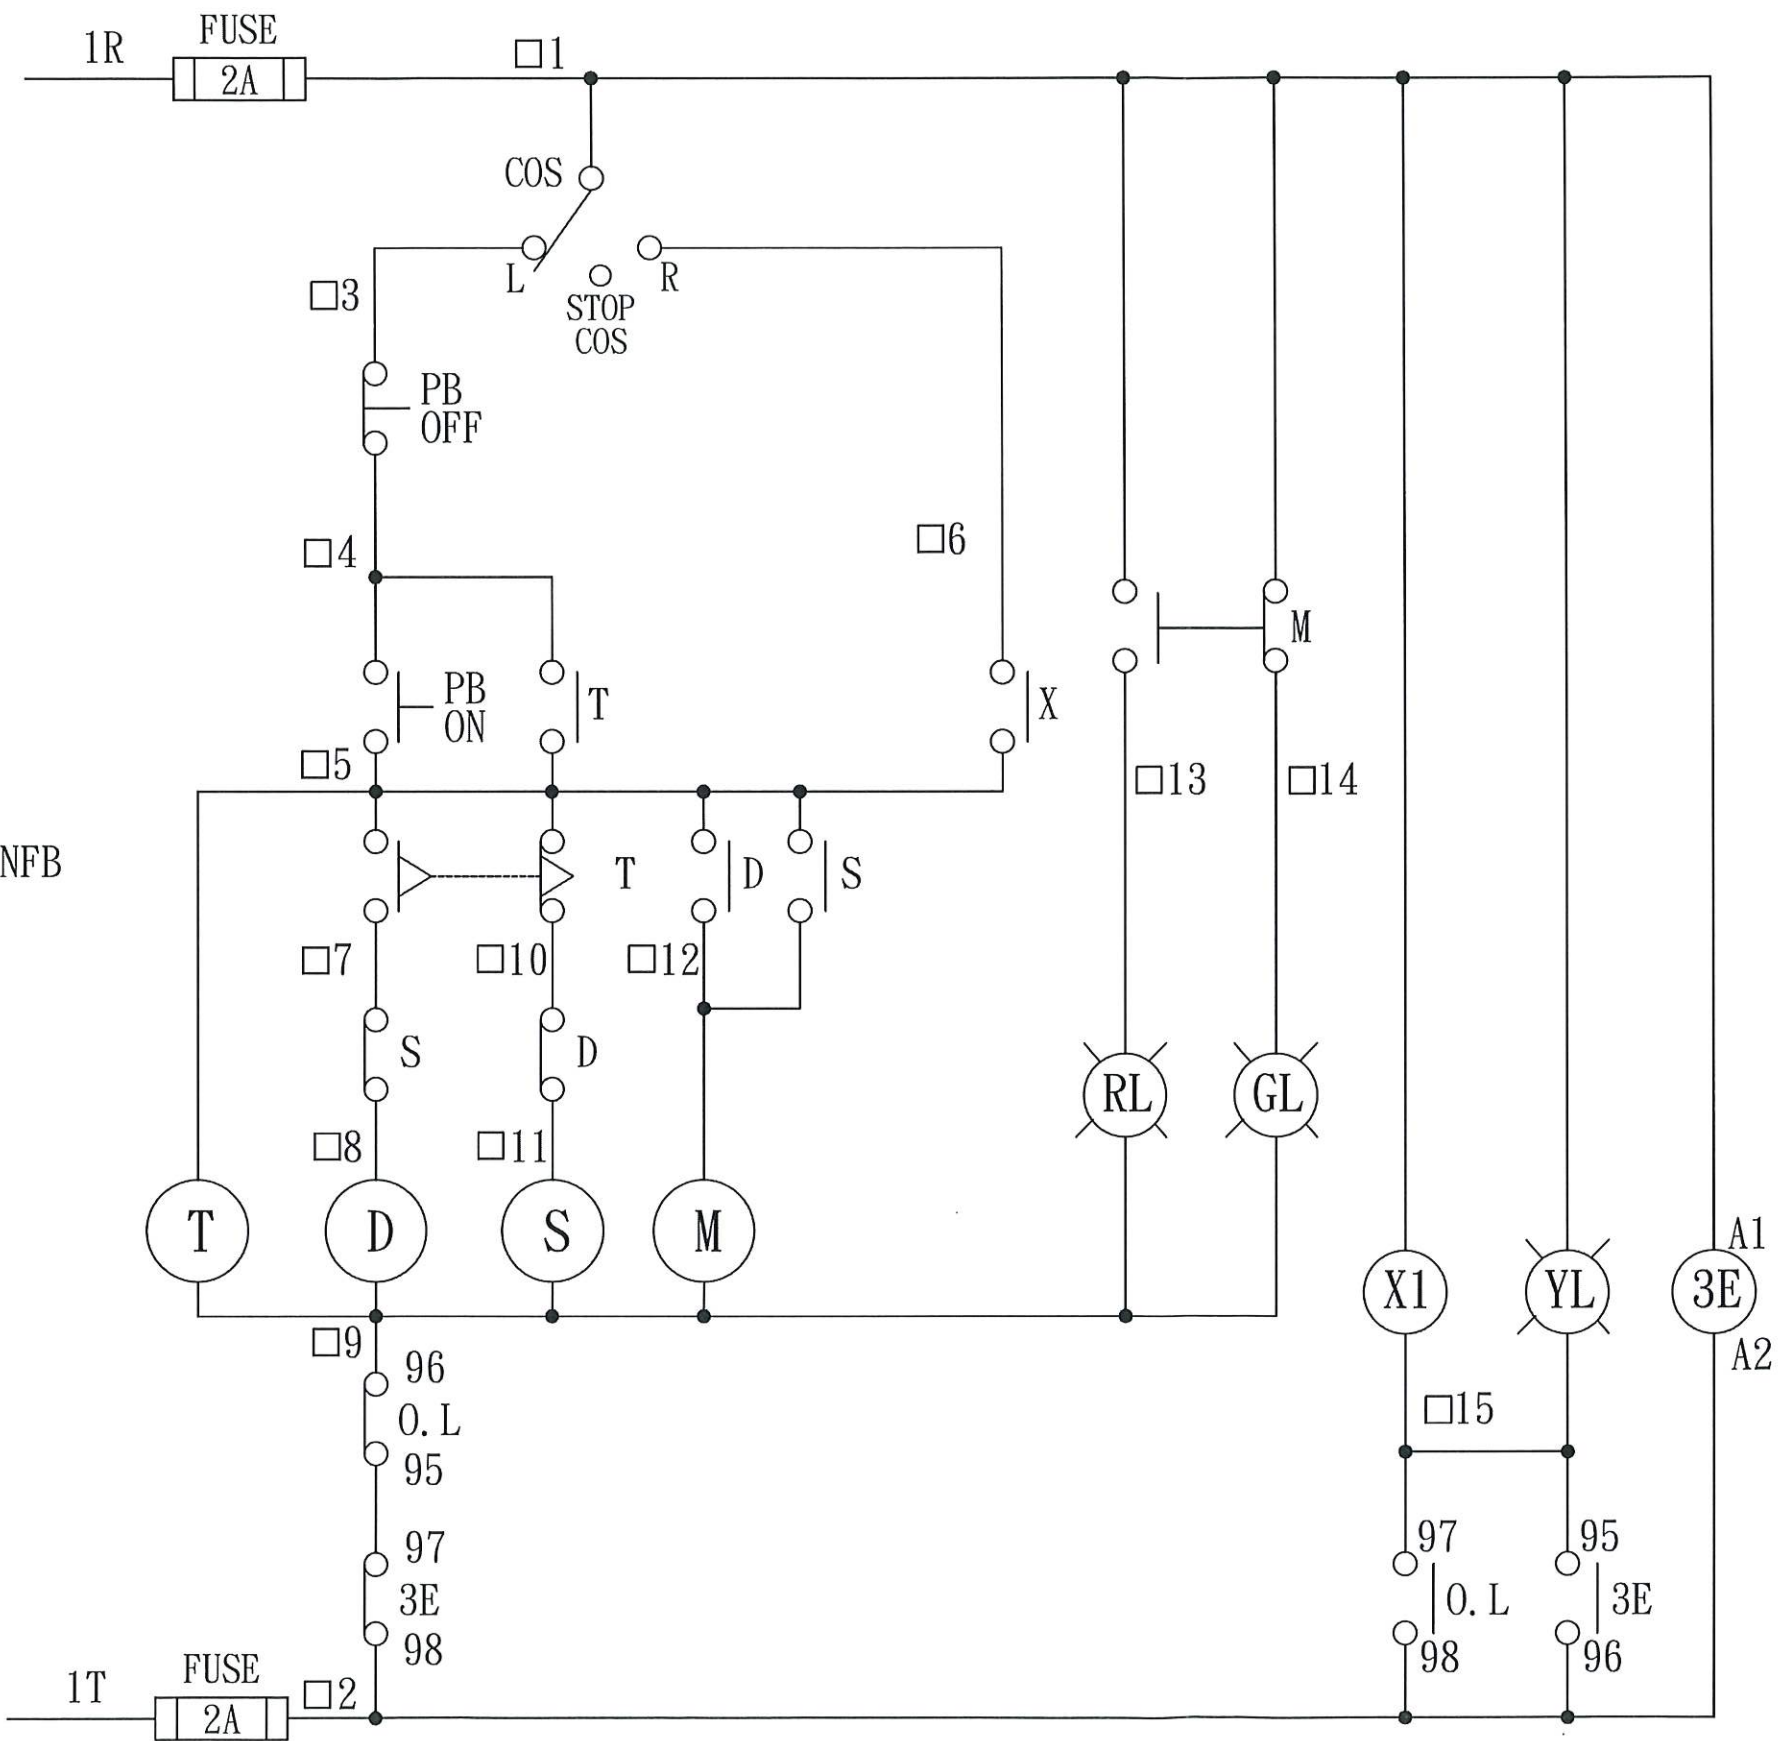 1R
FUSE
2A
□1
COS
L
R
STOP
COS
□3
PB
OFF
□4
□6
M
PB
ON
T
X
□5
□13
□14
NFB
T
D
S
□7
□10
□12
S
D
RL
GL
□8
□11
T
D
S
M
X1
YL
A1
3E
A2
□9
96
O.L
95
□15
97
3E
98
97
O.L
98
95
3E
96
1T
FUSE
2A
□2